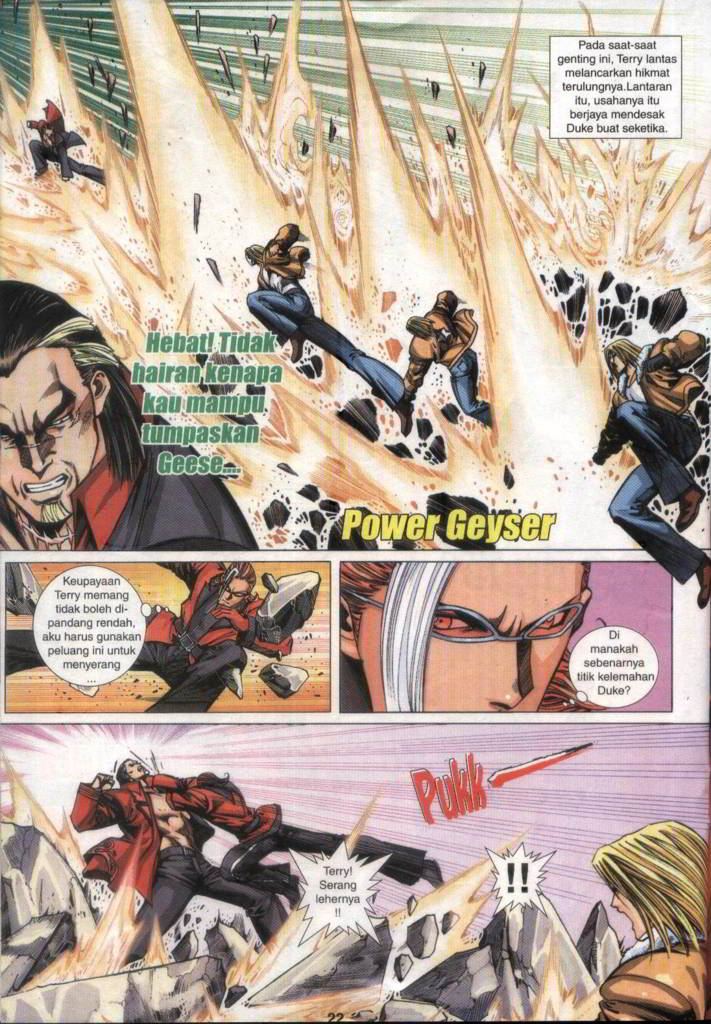 Pada saat-saat
genting ini, Terry lantas
melancarkan hikmat
terulungnya.Lantaran
itu, usahanya itu
berjaya mendesak
Duke buat seketika.
Hebat! Tidak
hairan kenapa
kau mampu
tumpaskan
Geese....
Power Geyser
Keupayaan
Terry memang
tidak boleh di-
pandang rendah,
aku harus gunakan
peluang ini untuk
menyerang
...
Di
manakah
sebenarnya
titik kelemahan
Duke?
Pukk
Terry!
Serang
lehernya
!!
!!
22